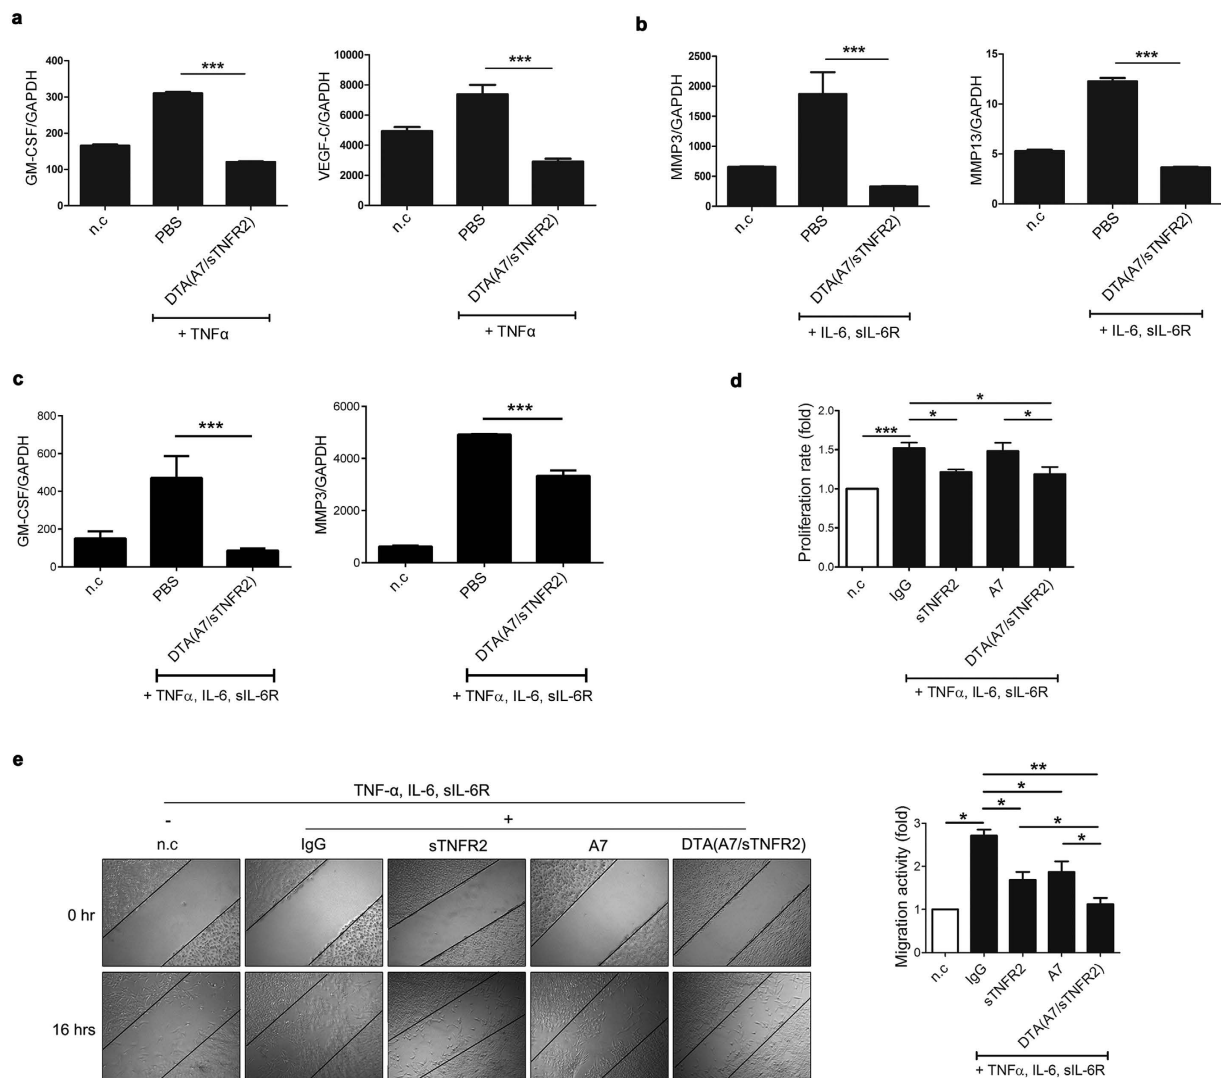 a
GM-CSF/GAPDH
400
300
200
100
0
n.c
PBS
DTA(A7/sTNFR2)
+ TNFα
***
VEGF-C/GAPDH
10000
8000
6000
4000
2000
0
n.c
PBS
DTA(A7/sTNFR2)
+ TNFα
***
b
MMP3/GAPDH
2500
2000
1500
1000
500
0
n.c
PBS
DTA(A7/sTNFR2)
+ IL-6, sIL-6R
***
MMP13/GAPDH
15
10
5
0
n.c
PBS
DTA(A7/sTNFR2)
+ IL-6, sIL-6R
***
c
GM-CSF/GAPDH
800
600
400
200
0
n.c
PBS
DTA(A7/sTNFR2)
+ TNFα, IL-6, sIL-6R
***
MMP3/GAPDH
6000
4000
2000
0
n.c
PBS
DTA(A7/sTNFR2)
+ TNFα, IL-6, sIL-6R
***
d
Proliferation rate (fold)
2.0
1.5
1.0
0.5
0.0
*
***
*
*
n.c
IgG
sTNFR2
A7
DTA(A7/sTNFR2)
+ TNFα, IL-6, sIL-6R
e
TNF-α, IL-6, sIL-6R
- +
n.c IgG sTNFR2 A7 DTA(A7/sTNFR2)
0 hr
16 hrs
Migration activity (fold)
3
2
1
0
**
*
*
*
*
*
n.c
IgG
sTNFR2
A7
DTA(A7/sTNFR2)
+ TNFα, IL-6, sIL-6R